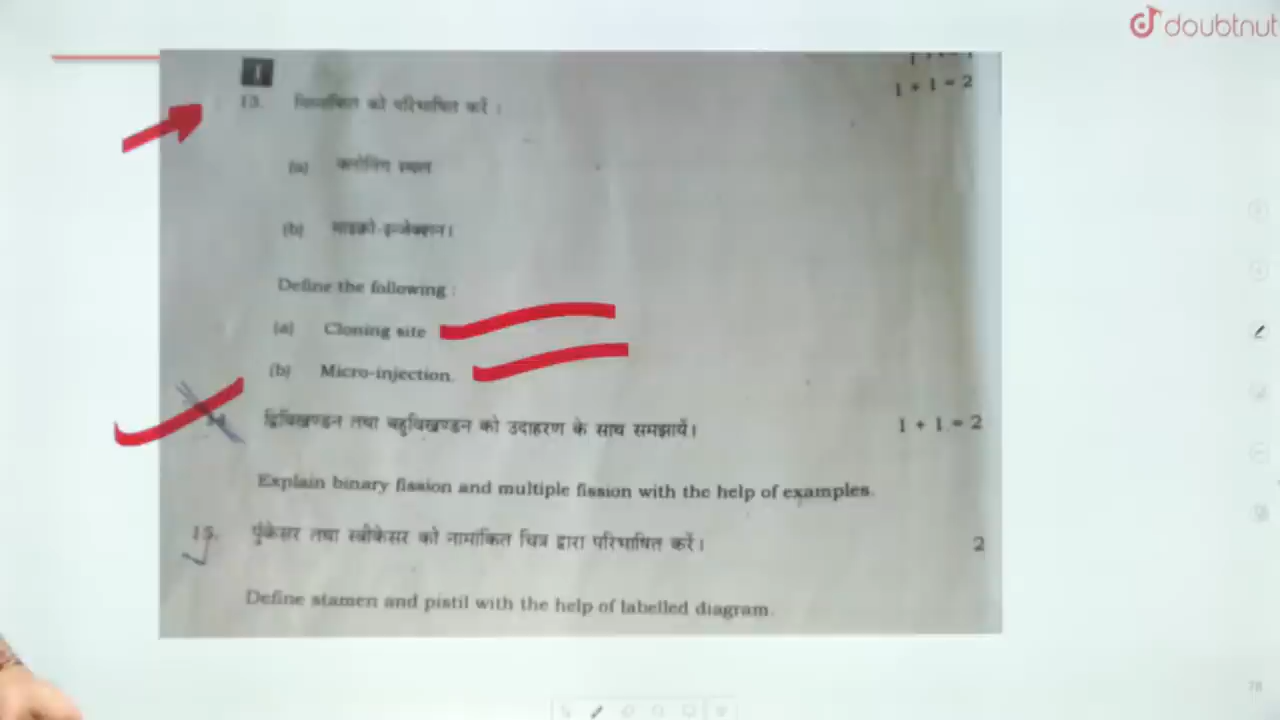 doubtnut
1
1 + 1 = 2
13. निम्नांकित को परिभाषित करें।
(a) क्लोनिंग स्थल
(b) माइक्रो-इन्जेक्शन।
Define the following :
(a) Cloning site
(b) Micro-injection.
द्विविखण्डन तथा बहुविखण्डन को उदाहरण के साथ समझायें। 1 + 1 = 2
Explain binary fission and multiple fission with the help of examples.
15. पुंकेसर तथा स्त्रीकेसर को नामांकित चित्र द्वारा परिभाषित करें। 2
Define stamen and pistil with the help of labelled diagram.
78